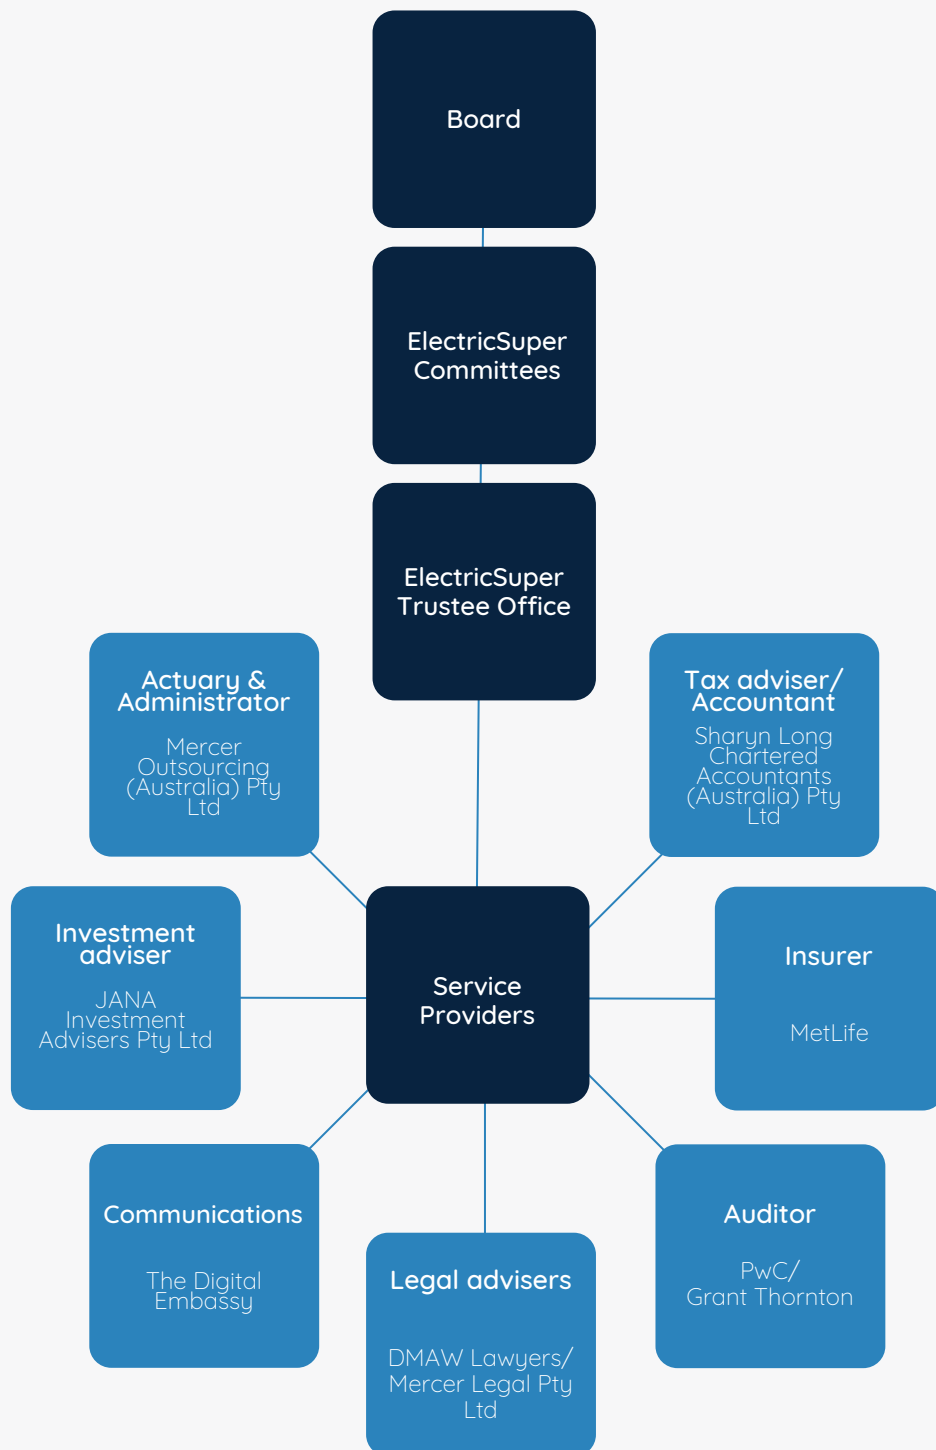 Board
ElectricSuper
Committees
ElectricSuper
Trustee Office
Actuary &
Administrator
Mercer
Outsourcing
(Australia) Pty
Ltd
Tax adviser/
Accountant
Sharyn Long
Chartered
Accountants
(Australia) Pty
Ltd
Investment
adviser
JANA
Investment
Advisers Pty Ltd
Service
Providers
Insurer
MetLife
Communications
The Digital
Embassy
Legal advisers
DMAW Lawyers/
Mercer Legal Pty
Ltd
Auditor
PwC/
Grant Thornton